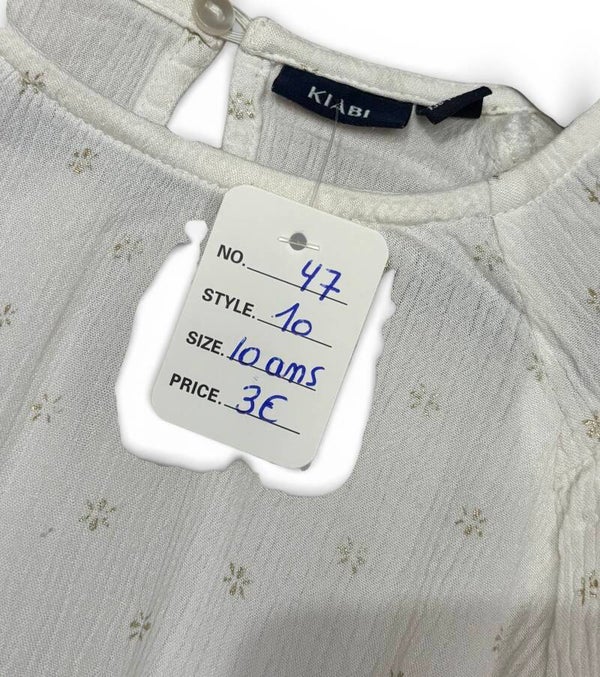 KIABI
NO. 47
STYLE. 10
SIZE. 10 ans
PRICE. 3€